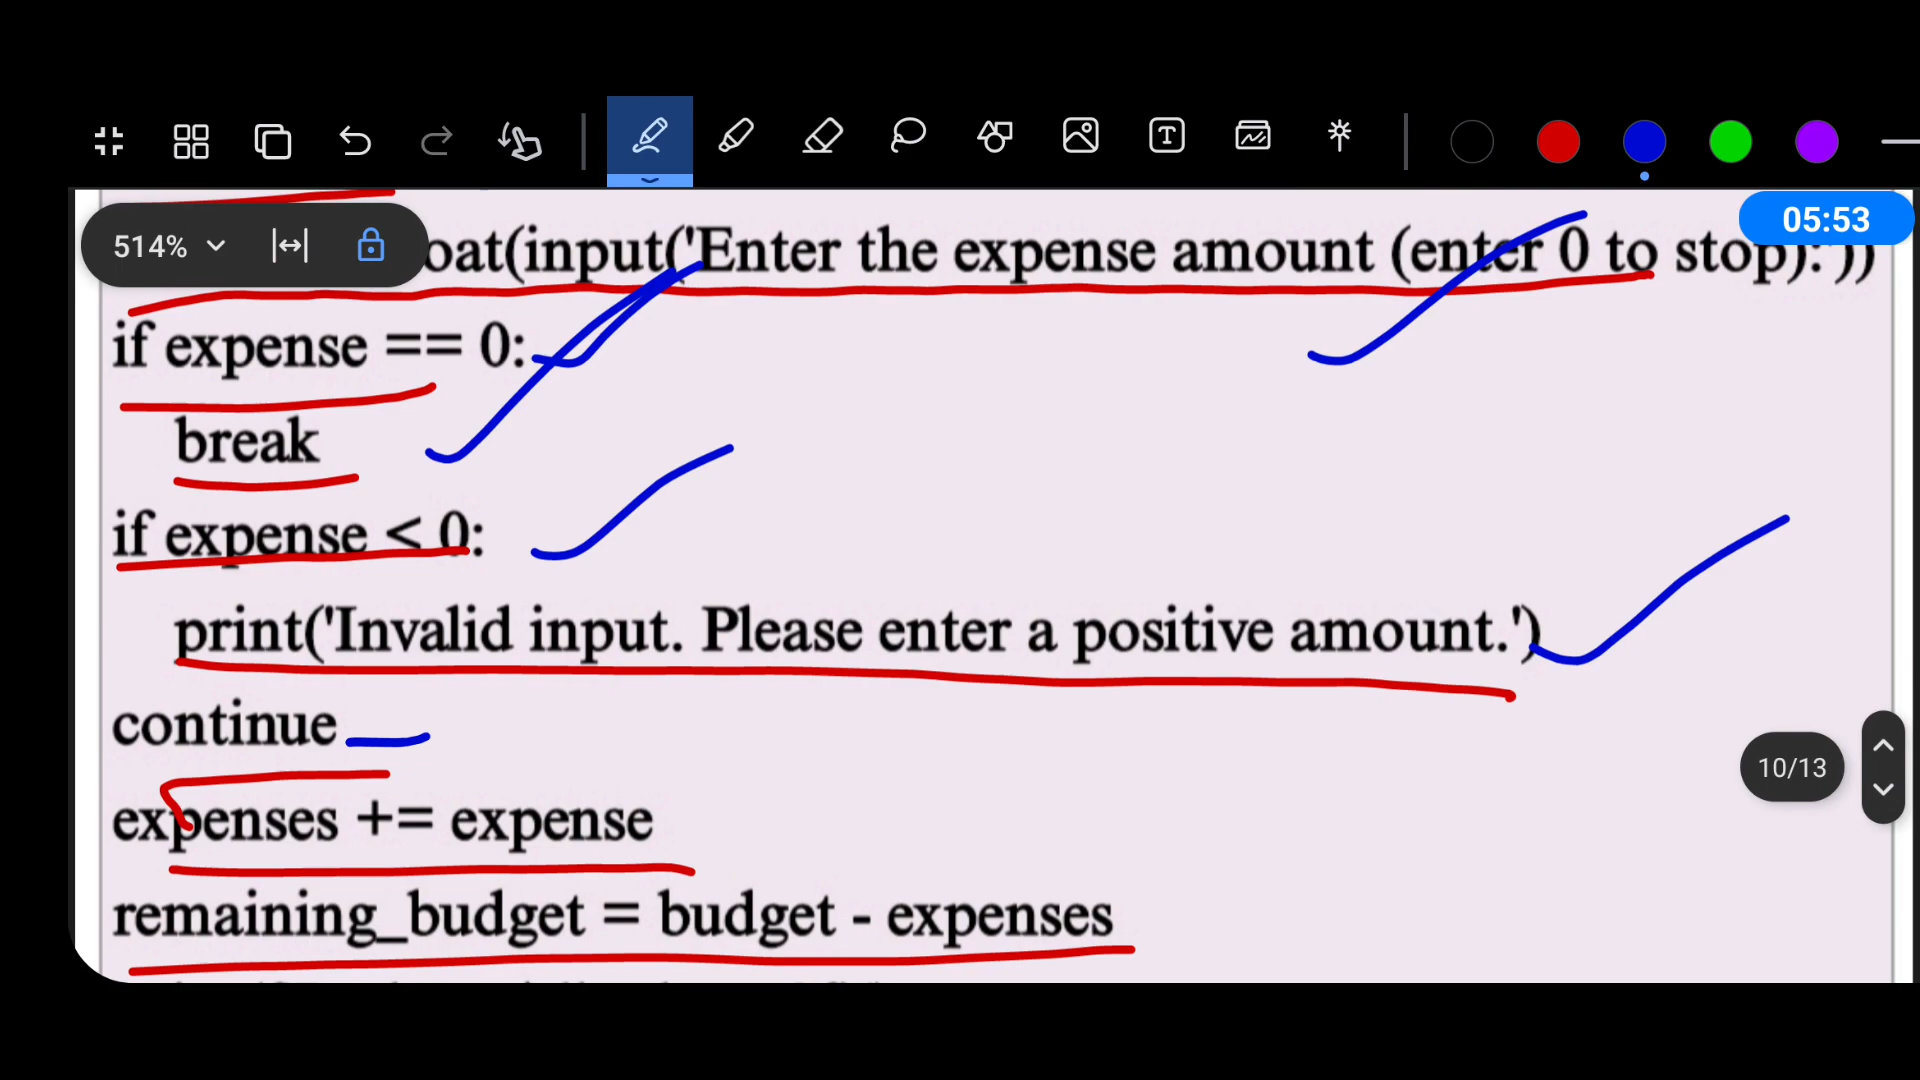 514%
05:53
oat(input('Enter the expense amount (enter 0 to stop):'))
if expense == 0:
break
if expense < 0:
print('Invalid input. Please enter a positive amount.')
continue
10/13
expenses += expense
remaining_budget = budget - expenses